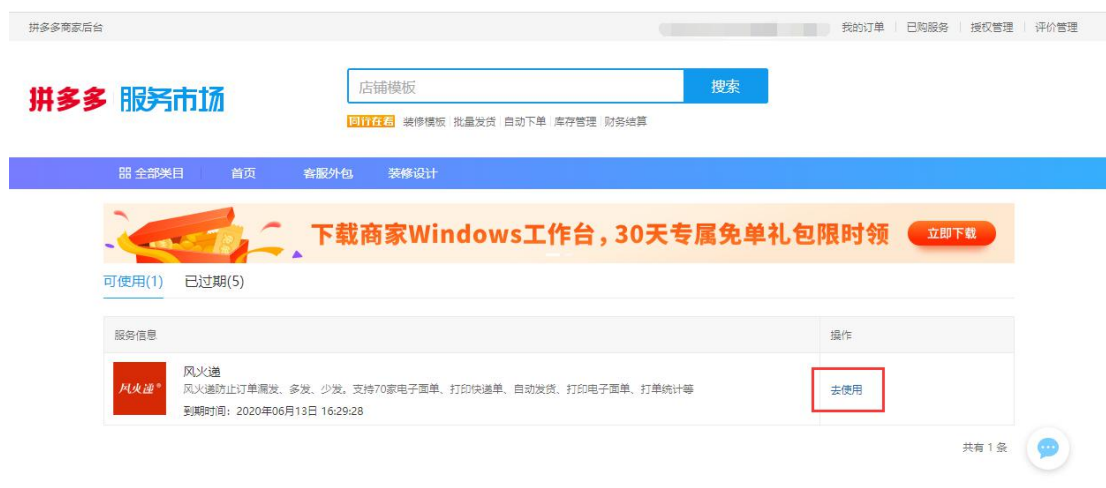 拼多多商家后台 我的订单 已购服务 授权管理 评价管理
拼多多 服务市场 店铺模板 搜索
同行在看 装修模板 批量发货 自动下单 库存管理 财务结算
全部类目 首页 客服外包 装修设计
下载商家Windows工作台，30天专属免单礼包限时领 立即下载
可使用(1) 已过期(5)
服务信息 操作
风火递
风火递® 风火递防止订单漏发、多发、少发。支持70家电子面单、打印快递单、自动发货、打印电子面单、打单统计等 去使用
到期时间：2020年06月13日 16:29:28
共有 1 条